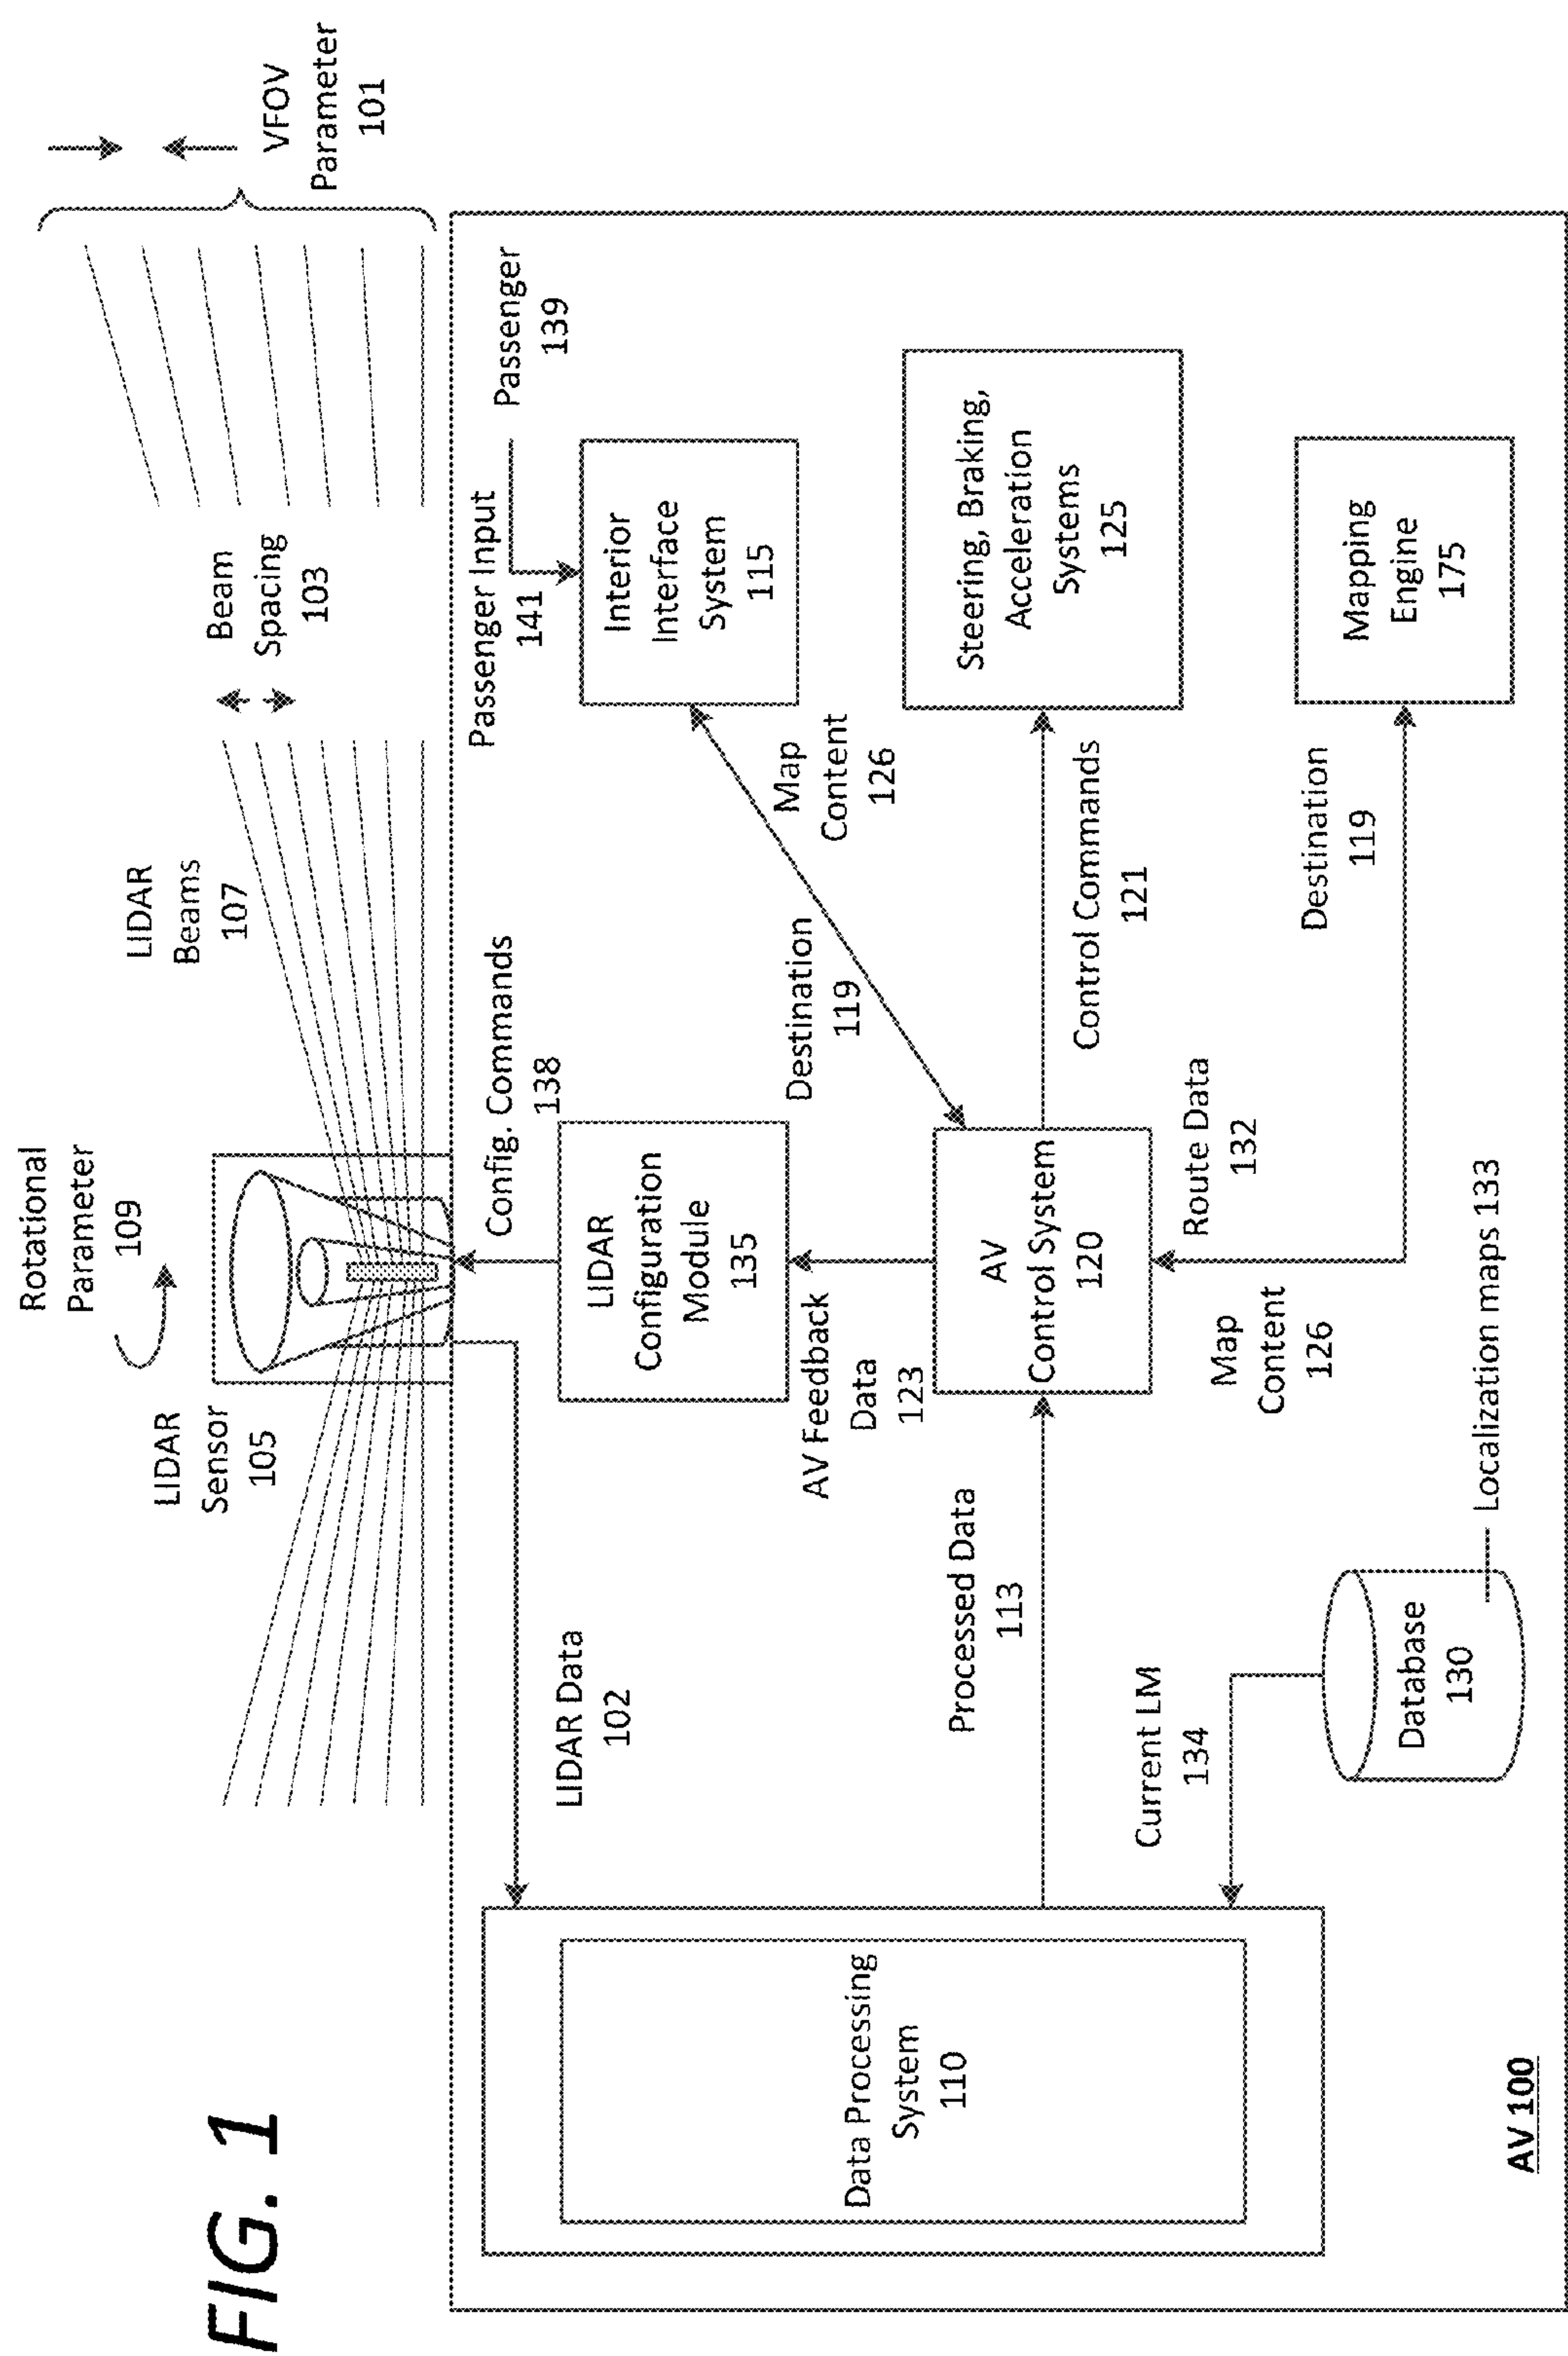 FIG. 1
Rotational
Parameter
109
LIDAR
Sensor
105
LIDAR
Beams
107
Beam
Spacing
103
VFOV
Parameter
101
LIDAR Data
102
Config. Commands
138
Passenger Input
141
Passenger
139
LIDAR
Configuration
Module
135
Interior
Interface
System
115
Map
Content
126
Destination
119
AV Feedback
Data
123
Data Processing
System
110
Processed Data
113
AV
Control System
120
Control Commands
121
Steering, Braking,
Acceleration
Systems
125
Current LM
134
Route Data
132
Map
Content
126
Destination
119
Mapping
Engine
175
Database
130
Localization maps 133
AV 100